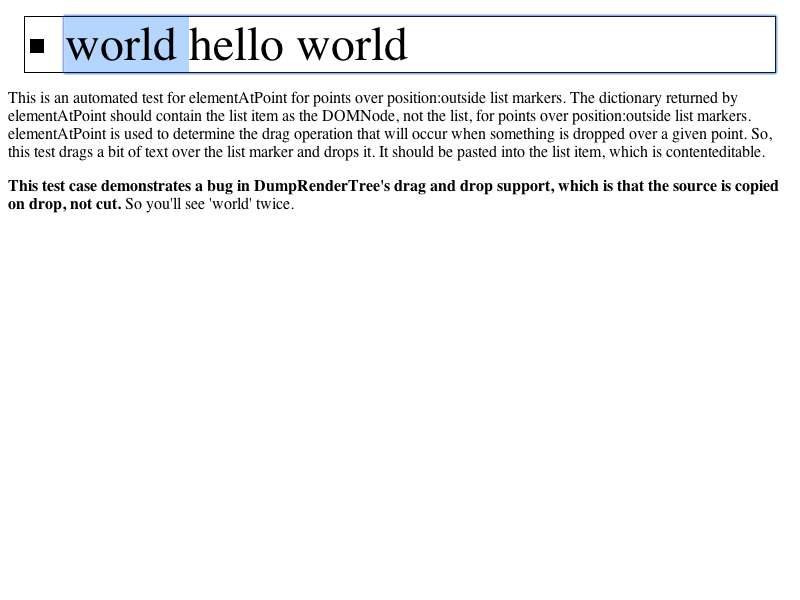 world hello world
This is an automated test for elementAtPoint for points over position:outside list markers. The dictionary returned by
elementAtPoint should contain the list item as the DOMNode, not the list, for points over position:outside list markers.
elementAtPoint is used to determine the drag operation that will occur when something is dropped over a given point. So,
this test drags a bit of text over the list marker and drops it. It should be pasted into the list item, which is contenteditable.
This test case demonstrates a bug in DumpRenderTree's drag and drop support, which is that the source is copied
on drop, not cut. So you'll see 'world' twice.